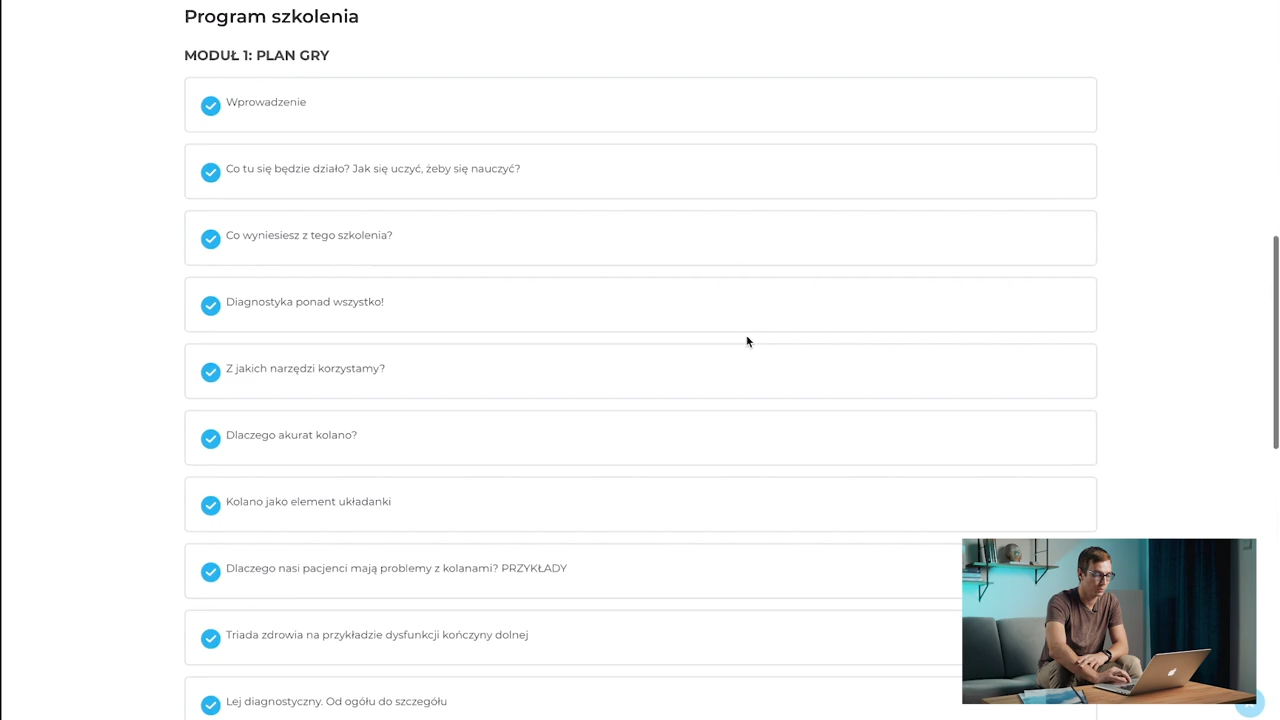 Program szkolenia
MODUŁ 1: PLAN GRY
Wprowadzenie
Co tu się będzie działo? Jak się uczyć, żeby się nauczyć?
Co wyniesiesz z tego szkolenia?
Diagnostyka ponad wszystko!
Z jakich narzędzi korzystamy?
Dlaczego akurat kolano?
Kolano jako element układanki
Dlaczego nasi pacjenci mają problemy z kolanami? PRZYKŁADY
Triada zdrowia na przykładzie dysfunkcji kończyny dolnej
Lej diagnostyczny. Od ogółu do szczegółu